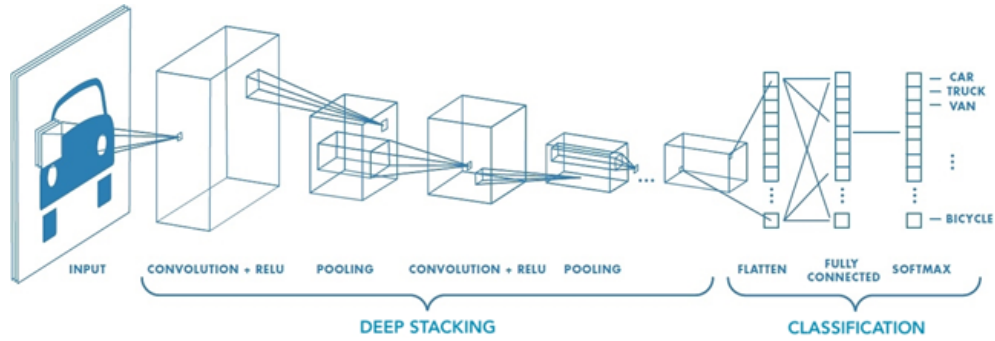 CAR
TRUCK
VAN
BICYCLE
INPUT
CONVOLUTION + RELU
POOLING
CONVOLUTION + RELU
POOLING
FLATTEN
FULLY
CONNECTED
SOFTMAX
DEEP STACKING
CLASSIFICATION